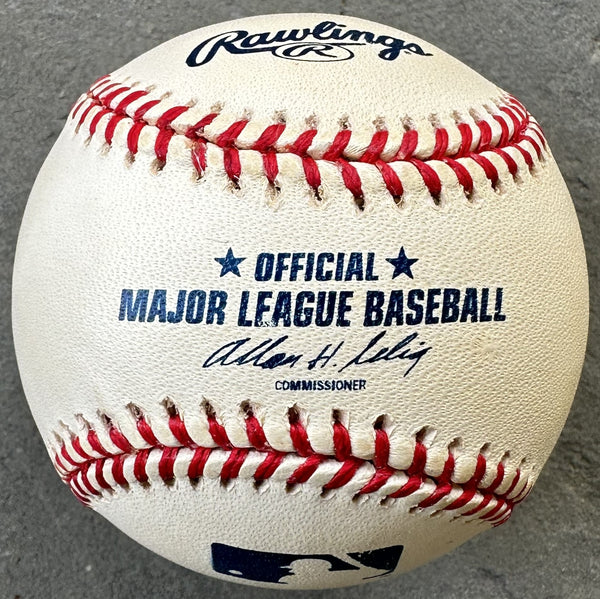 Rawlings
R
★ OFFICIAL ★
MAJOR LEAGUE BASEBALL
Allan H. Selig
COMMISSIONER